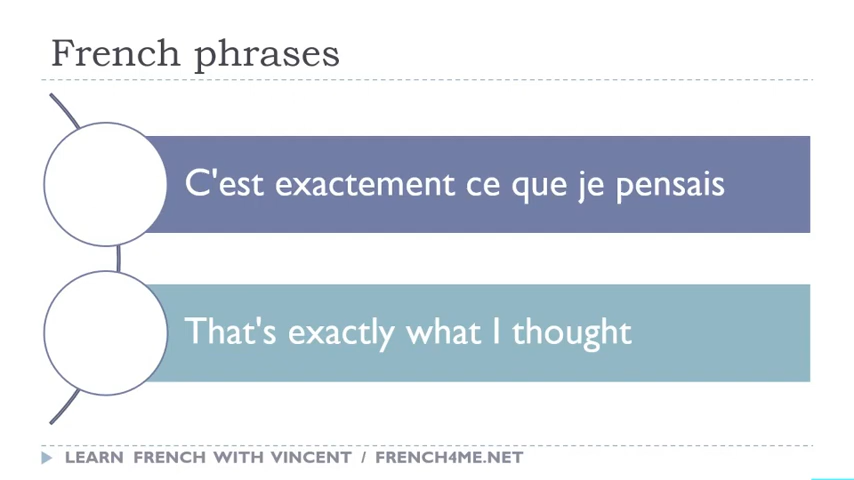 French phrases
C'est exactement ce que je pensais
That's exactly what I thought
LEARN FRENCH WITH VINCENT / FRENCH4ME.NET